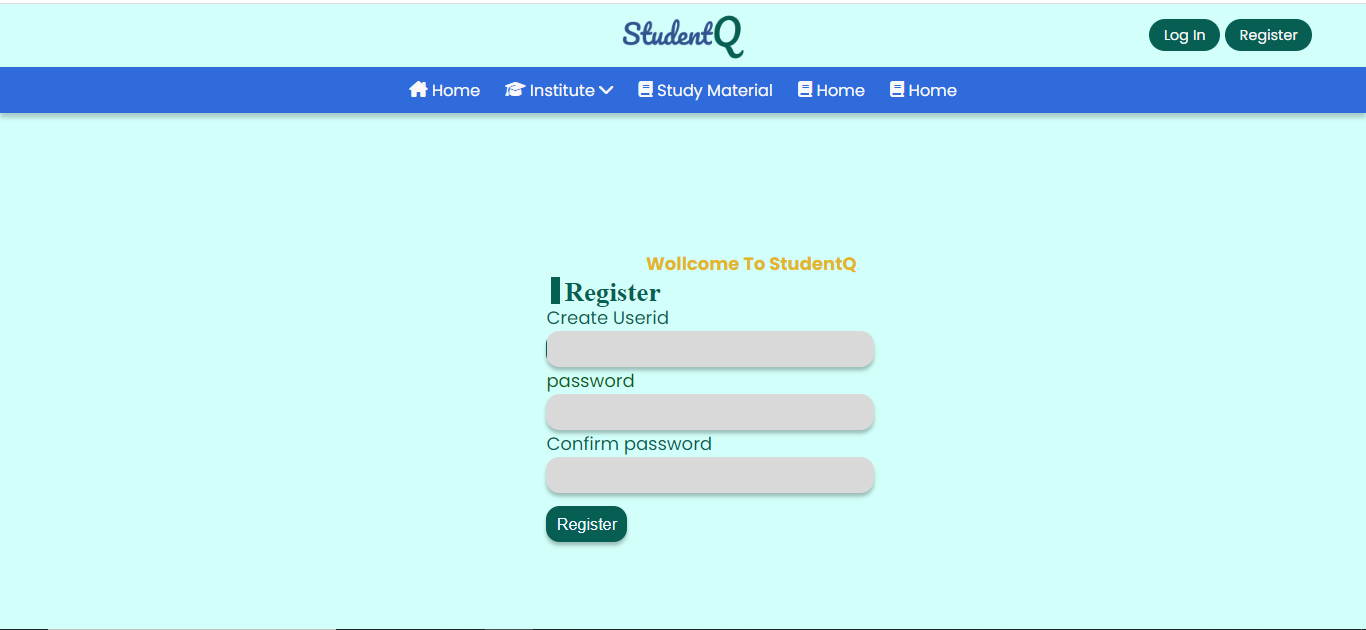 StudentQ
Log In Register
Home Institute Study Material Home Home
Wollcome To StudentQ
Register
Create Userid
password
Confirm password
Register